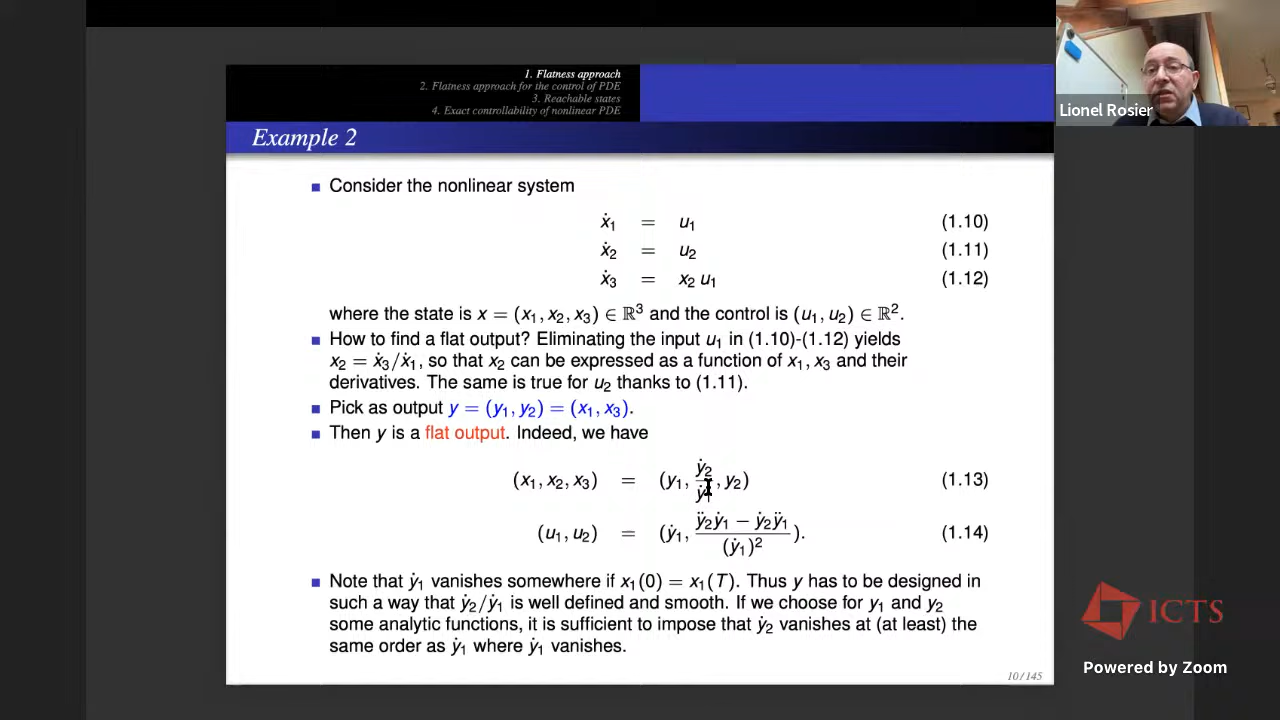 1. Flatness approach
2. Flatness approach for the control of PDE
3. Reachable states
4. Exact controllability of nonlinear PDE
Example 2
Lionel Rosier
■ Consider the nonlinear system
ẋ₁ = u₁ (1.10)
ẋ₂ = u₂ (1.11)
ẋ₃ = x₂ u₁ (1.12)
where the state is x = (x₁, x₂, x₃) ∈ ℝ³ and the control is (u₁, u₂) ∈ ℝ².
■ How to find a flat output? Eliminating the input u₁ in (1.10)-(1.12) yields
x₂ = ẋ₃/ẋ₁, so that x₂ can be expressed as a function of x₁, x₃ and their
derivatives. The same is true for u₂ thanks to (1.11).
■ Pick as output y = (y₁, y₂) = (x₁, x₃).
■ Then y is a flat output. Indeed, we have
(x₁, x₂, x₃) = (y₁, ẏ₂/ẏ₁, y₂) (1.13)
(u₁, u₂) = (ẏ₁, (ÿ₂ẏ₁ − ẏ₂ÿ₁)/(ẏ₁)²). (1.14)
■ Note that ẏ₁ vanishes somewhere if x₁(0) = x₁(T). Thus y has to be designed in
such a way that ẏ₂/ẏ₁ is well defined and smooth. If we choose for y₁ and y₂
some analytic functions, it is sufficient to impose that ẏ₂ vanishes at (at least) the
same order as ẏ₁ where ẏ₁ vanishes.
10 / 145
ICTS
Powered by Zoom